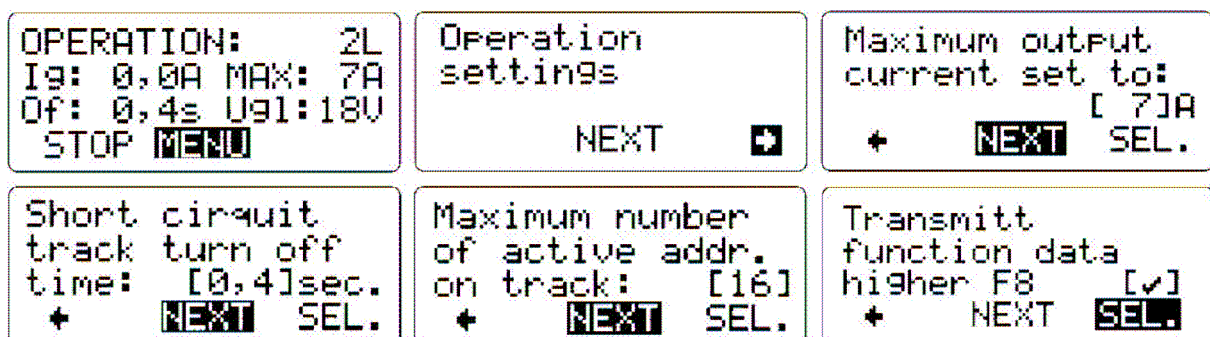 OPERATION: 2L
Ig: 0,0A MAX: 7A
Of: 0,4s Ugl:18V
STOP MENU
Operation
settings
NEXT →
Maximum output
current set to:
[ 7]A
← NEXT SEL.
Short cirquit
track turn off
time: [0,4]sec.
← NEXT SEL.
Maximum number
of active addr.
on track: [16]
← NEXT SEL.
Transmitt
function data
higher F8 [✓]
← NEXT SEL.